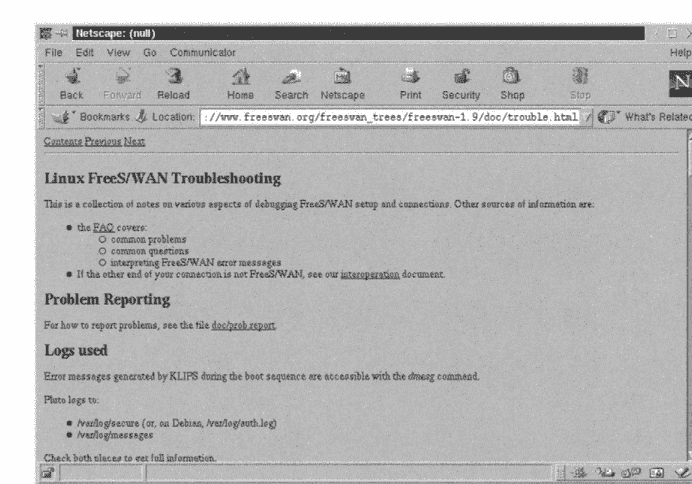 Netscape: (null)
File Edit View Go Communicator Help
Back Forward Reload Home Search Netscape Print Security Shop Stop
N
Bookmarks Location: ://www.freeswan.org/freeswan_trees/freeswan-1.9/doc/trouble.html What's Related
Contents Previous Next
Linux FreeS/WAN Troubleshooting
This is a collection of notes on various aspects of debugging FreeS/WAN setup and connections. Other sources of information are:
the FAQ covers:
common problems
common questions
interpreting FreeS/WAN error messages
If the other end of your connection is not FreeS/WAN, see our interoperation document.
Problem Reporting
For how to report problems, see the file doc/prob.report.
Logs used
Error messages generated by KLIPS during the boot sequence are accessible with the dmesg command.
Pluto logs to:
/var/log/secure (or, on Debian, /var/log/auth.log)
/var/log/messages
Check both places to get full information.